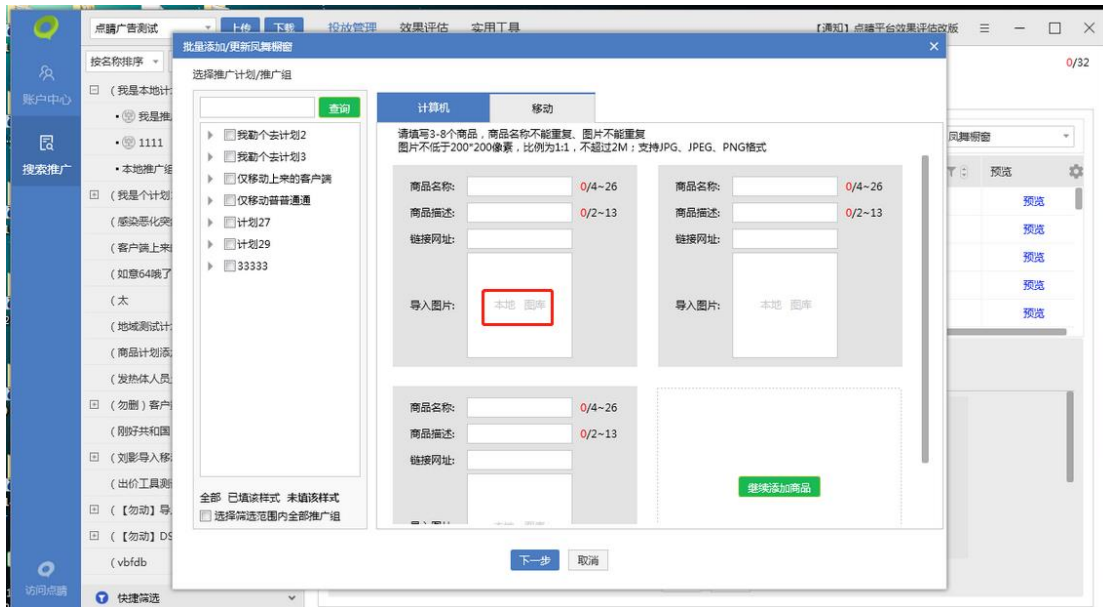 点睛广告测试 上传 下载 投放管理 效果评估 实用工具 【通知】点睛平台效果评估改版
批量添加/更新凤舞橱窗
按名称排序
选择推广计划/推广组
0/32
账户中心
搜索推广
访问点睛
(我是本地计
我是推
1111
本地推广组
(我是个计划
(感染恶化突
(客户端上来
(如意64哦了
(太
(地域测试计
(商品计划添
(发热体人员
(勿删)客户
(刚好共和国
(刘影导入移
(出价工具测
(【勿动】导
(【勿动】DS
(vbfdb
快捷筛选
查询
我勒个去计划2
我勒个去计划3
仅移动上来的客户端
仅移动普普通通
计划27
计划29
33333
全部 已填该样式 未填该样式
选择筛选范围内全部推广组
计算机 移动
请填写3-8个商品，商品名称不能重复、图片不能重复
图片不低于200*200像素，比例为1:1，不超过2M；支持JPG、JPEG、PNG格式
商品名称: 0/4~26
商品描述: 0/2~13
链接网址:
导入图片: 本地 图库
商品名称: 0/4~26
商品描述: 0/2~13
链接网址:
导入图片: 本地 图库
商品名称: 0/4~26
商品描述: 0/2~13
链接网址:
继续添加商品
下一步 取消
凤舞橱窗
预览
预览
预览
预览
预览
预览